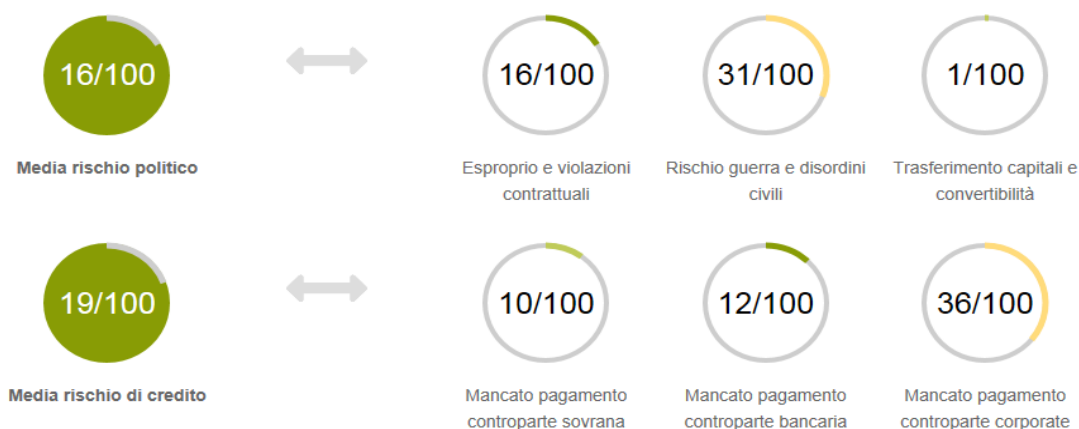 16/100
16/100
31/100
1/100
Media rischio politico
Esproprio e violazioni
contrattuali
Rischio guerra e disordini
civili
Trasferimento capitali e
convertibilità
19/100
10/100
12/100
36/100
Media rischio di credito
Mancato pagamento
controparte sovrana
Mancato pagamento
controparte bancaria
Mancato pagamento
controparte corporate